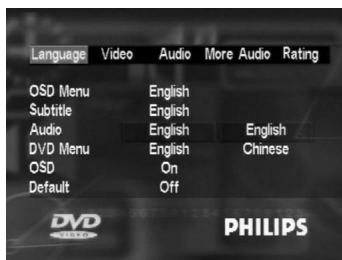 Language Video Audio More Audio Rating
OSD Menu English
Subtitle English
Audio English English
DVD Menu English Chinese
OSD On
Default Off
DVD
VIDEO
PHILIPS